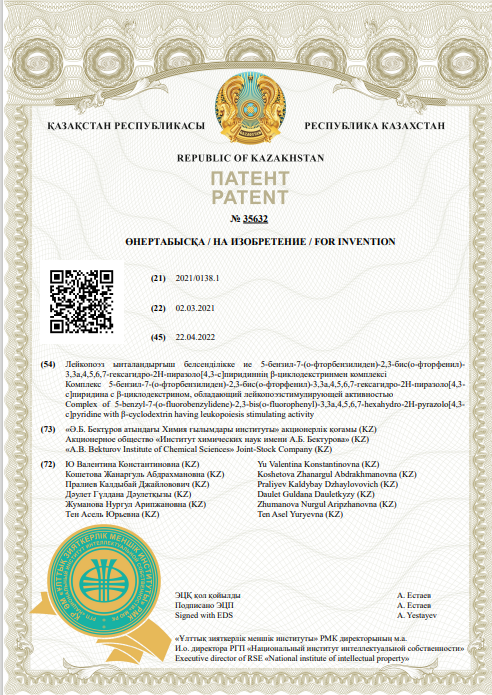 ҚАЗАҚСТАН РЕСПУБЛИКАСЫ
РЕСПУБЛИКА КАЗАХСТАН
REPUBLIC OF KAZAKHSTAN
ПАТЕНТ
PATENT
№ 35632
ӨНЕРТАБЫСҚА / НА ИЗОБРЕТЕНИЕ / FOR INVENTION
(21) 2021/0138.1
(22) 02.03.2021
(45) 22.04.2022
(54) Лейкопоэз ынталандырғыш белсенділікке ие 5-бензил-7-(о-фторбензилиден)-2,3-бис(о-фторфенил)-
3,3а,4,5,6,7-гексагидро-2Н-пиразоло[4,3-с]пиридиннің β-циклодекстринмен комплексі
Комплекс 5-бензил-7-(о-фторбензилиден)-2,3-бис(о-фторфенил)-3,3а,4,5,6,7-гексагидро-2Н-пиразоло[4,3-
с]пиридина с β-циклодекстрином, обладающий лейкопоэзстимулирующей активностью
Complex of 5-benzyl-7-(o-fluorobenzylidene)-2,3-bis(o-fluorophenyl)-3,3a,4,5,6,7-hexahydro-2H-pyrazolo[4,3-
c]pyridine with β-cyclodextrin having leukopoiesis stimulating activity
(73) «Ә.Б. Бектұров атындағы Химия ғылымдары институты» акционерлік қоғамы (KZ)
Акционерное общество «Институт химических наук имени А.Б. Бектурова» (KZ)
«A.B. Bekturov Institute of Chemical Sciences» Joint-Stock Company (KZ)
(72) Ю Валентина Константиновна (KZ) Yu Valentina Konstantinovna (KZ)
Кощетова Жанаргуль Абдрахмановна (KZ) Koshetova Zhanargul Abdrakhmanovna (KZ)
Пралиев Калдыбай Джайловович (KZ) Praliyev Kaldybay Dzhaylovovich (KZ)
Дәулет Гүлдана Дәулетқызы (KZ) Daulet Guldana Dauletkyzy (KZ)
Жуманова Нургул Арипжановна (KZ) Zhumanova Nurgul Aripzhanovna (KZ)
Тен Асель Юрьевна (KZ) Ten Asel Yuryevna (KZ)
ЭЦҚ қол қойылды А. Естаев
Подписано ЭЦП А. Естаев
Signed with EDS A. Yestayev
«Ұлттық зияткерлік меншік институты» РМК директорының м.а.
И.о. директора РГП «Национальный институт интеллектуальной собственности»
Executive director of RSE «National institute of intellectual property»